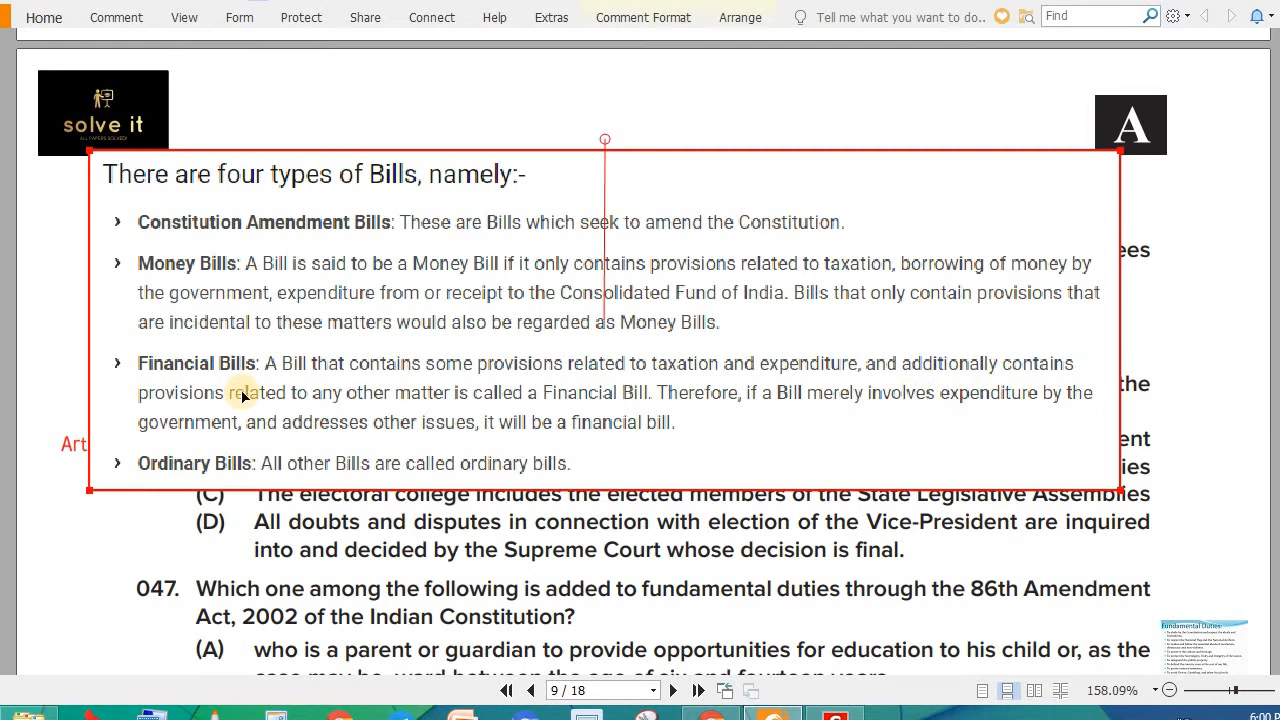 Home Comment View Form Protect Share Connect Help Extras Comment Format Arrange Tell me what you want to do.. Find
solve it
ALL PAPERS SOLVED!
A
There are four types of Bills, namely:-
› Constitution Amendment Bills: These are Bills which seek to amend the Constitution.
› Money Bills: A Bill is said to be a Money Bill if it only contains provisions related to taxation, borrowing of money by
the government, expenditure from or receipt to the Consolidated Fund of India. Bills that only contain provisions that
are incidental to these matters would also be regarded as Money Bills.
› Financial Bills: A Bill that contains some provisions related to taxation and expenditure, and additionally contains
provisions related to any other matter is called a Financial Bill. Therefore, if a Bill merely involves expenditure by the
government, and addresses other issues, it will be a financial bill.
› Ordinary Bills: All other Bills are called ordinary bills.
ees
the
ent
ies
Art
(C) The electoral college includes the elected members of the State Legislative Assemblies
(D) All doubts and disputes in connection with election of the Vice-President are inquired
into and decided by the Supreme Court whose decision is final.
047. Which one among the following is added to fundamental duties through the 86th Amendment
Act, 2002 of the Indian Constitution?
(A) who is a parent or guardian to provide opportunities for education to his child or, as the
Fundamental Duties:
9 / 18
158.09%